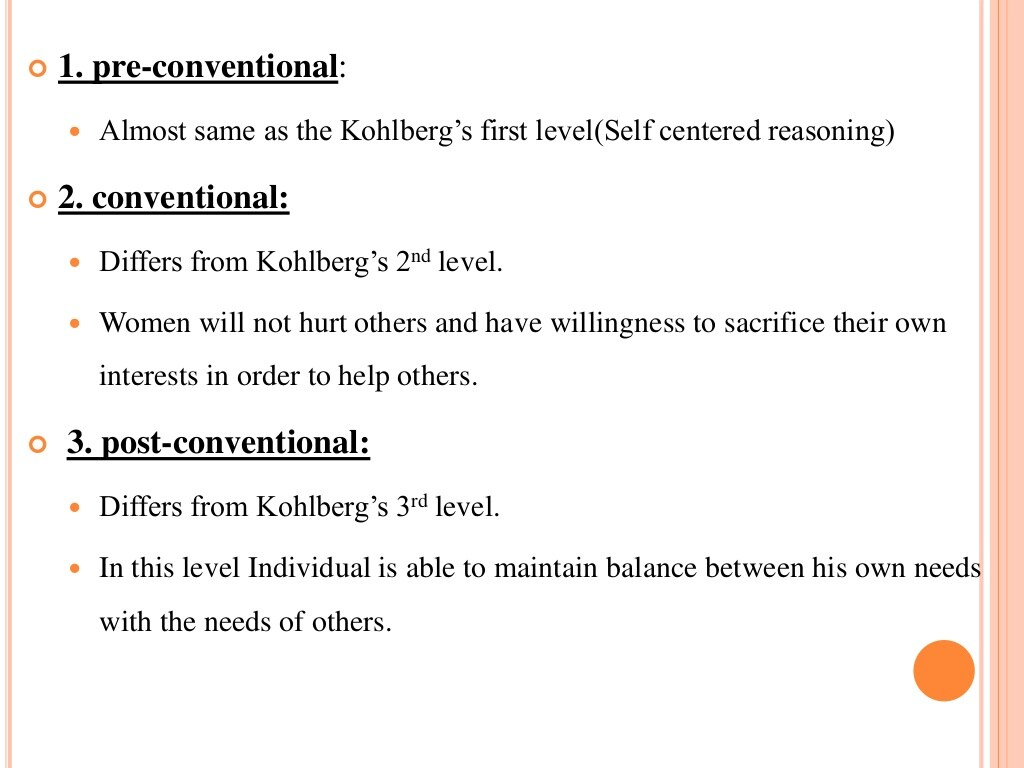 1. pre-conventional:
Almost same as the Kohlberg’s first level(Self centered reasoning)
2. conventional:
Differs from Kohlberg’s 2nd level.
Women will not hurt others and have willingness to sacrifice their own
interests in order to help others.
3. post-conventional:
Differs from Kohlberg’s 3rd level.
In this level Individual is able to maintain balance between his own needs
with the needs of others.